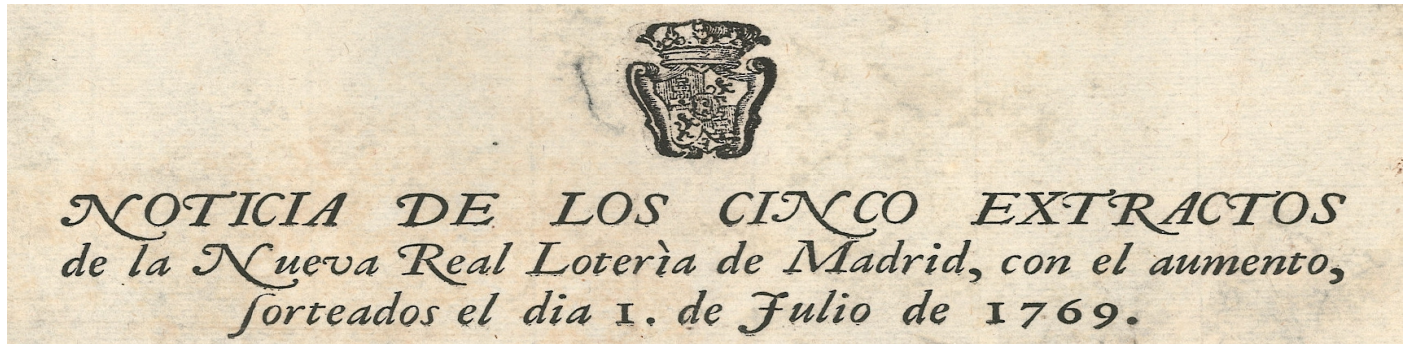 NOTICIA DE LOS CINCO EXTRACTOS
de la Nueva Real Loterìa de Madrid, con el aumento,
ſorteados el dia 1. de Julio de 1769.